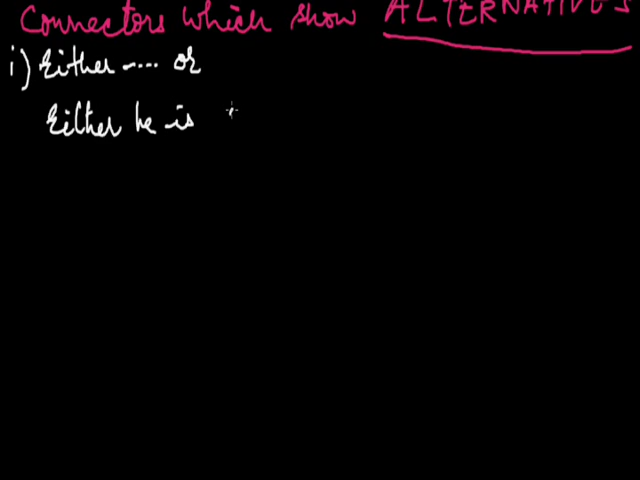 Connectors which show ALTERNATIVES
i) Either ..... or
Either he is